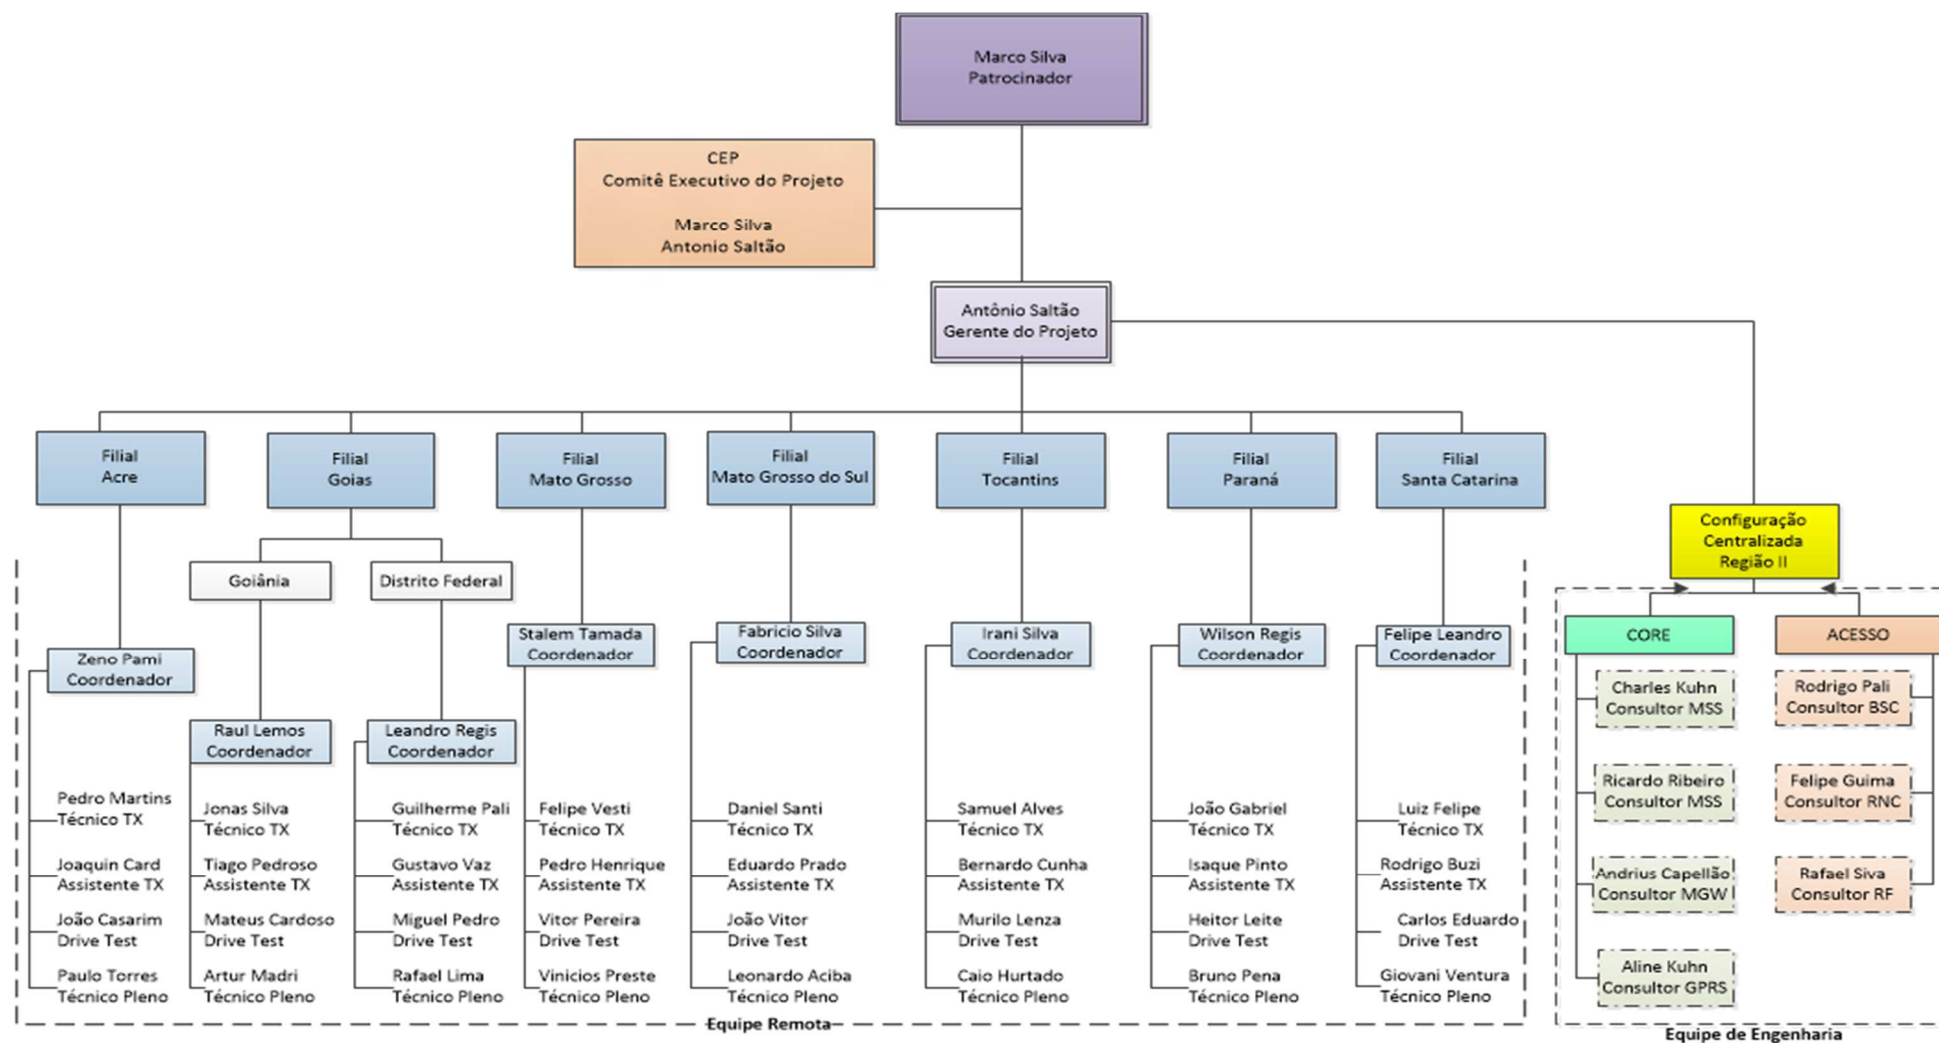 Marco Silva
Patrocinador
CEP
Comitê Executivo do Projeto
Marco Silva
Antonio Saltão
Antônio Saltão
Gerente do Projeto
Filial
Acre
Filial
Goias
Filial
Mato Grosso
Filial
Mato Grosso do Sul
Filial
Tocantins
Filial
Paraná
Filial
Santa Catarina
Configuração
Centralizada
Região II
Goiânia
Distrito Federal
Zeno Pami
Coordenador
Raul Lemos
Coordenador
Leandro Regis
Coordenador
Stalem Tamada
Coordenador
Fabricio Silva
Coordenador
Irani Silva
Coordenador
Wilson Regis
Coordenador
Felipe Leandro
Coordenador
Pedro Martins
Técnico TX
Joaquin Card
Assistente TX
João Casarim
Drive Test
Paulo Torres
Técnico Pleno
Jonas Silva
Técnico TX
Tiago Pedroso
Assistente TX
Mateus Cardoso
Drive Test
Artur Madri
Técnico Pleno
Guilherme Pali
Técnico TX
Gustavo Vaz
Assistente TX
Miguel Pedro
Drive Test
Rafael Lima
Técnico Pleno
Felipe Vesti
Técnico TX
Pedro Henrique
Assistente TX
Vitor Pereira
Drive Test
Vinicios Preste
Técnico Pleno
Daniel Santi
Técnico TX
Eduardo Prado
Assistente TX
João Vitor
Drive Test
Leonardo Aciba
Técnico Pleno
Samuel Alves
Técnico TX
Bernardo Cunha
Assistente TX
Murilo Lenza
Drive Test
Caio Hurtado
Técnico Pleno
João Gabriel
Técnico TX
Isaque Pinto
Assistente TX
Heitor Leite
Drive Test
Bruno Pena
Técnico Pleno
Luiz Felipe
Técnico TX
Rodrigo Buzi
Assistente TX
Carlos Eduardo
Drive Test
Giovani Ventura
Técnico Pleno
Equipe Remota
CORE
Charles Kuhn
Consultor MSS
Ricardo Ribeiro
Consultor MSS
Andrius Capellão
Consultor MGW
Aline Kuhn
Consultor GPRS
ACESSO
Rodrigo Pali
Consultor BSC
Felipe Guima
Consultor RNC
Rafael Siva
Consultor RF
Equipe de Engenharia